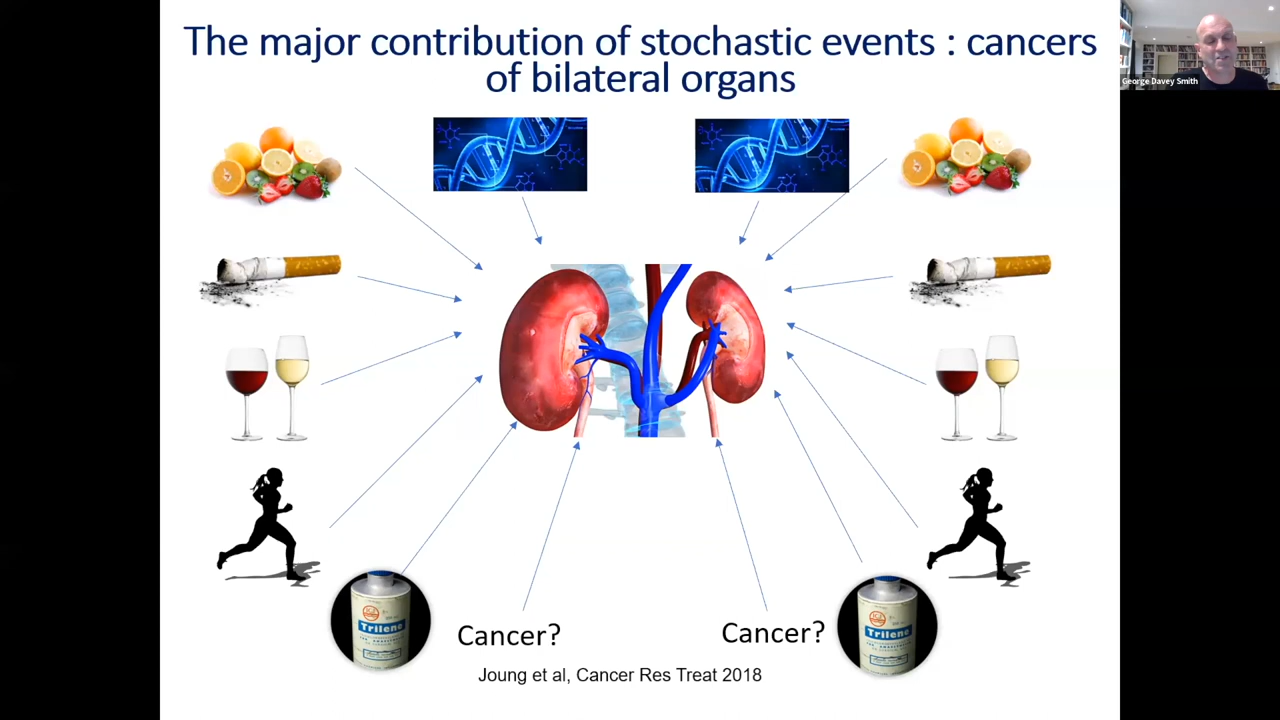 The major contribution of stochastic events : cancers
of bilateral organs
George Davey Smith
Trilene
Cancer?
Cancer?
Trilene
Joung et al, Cancer Res Treat 2018